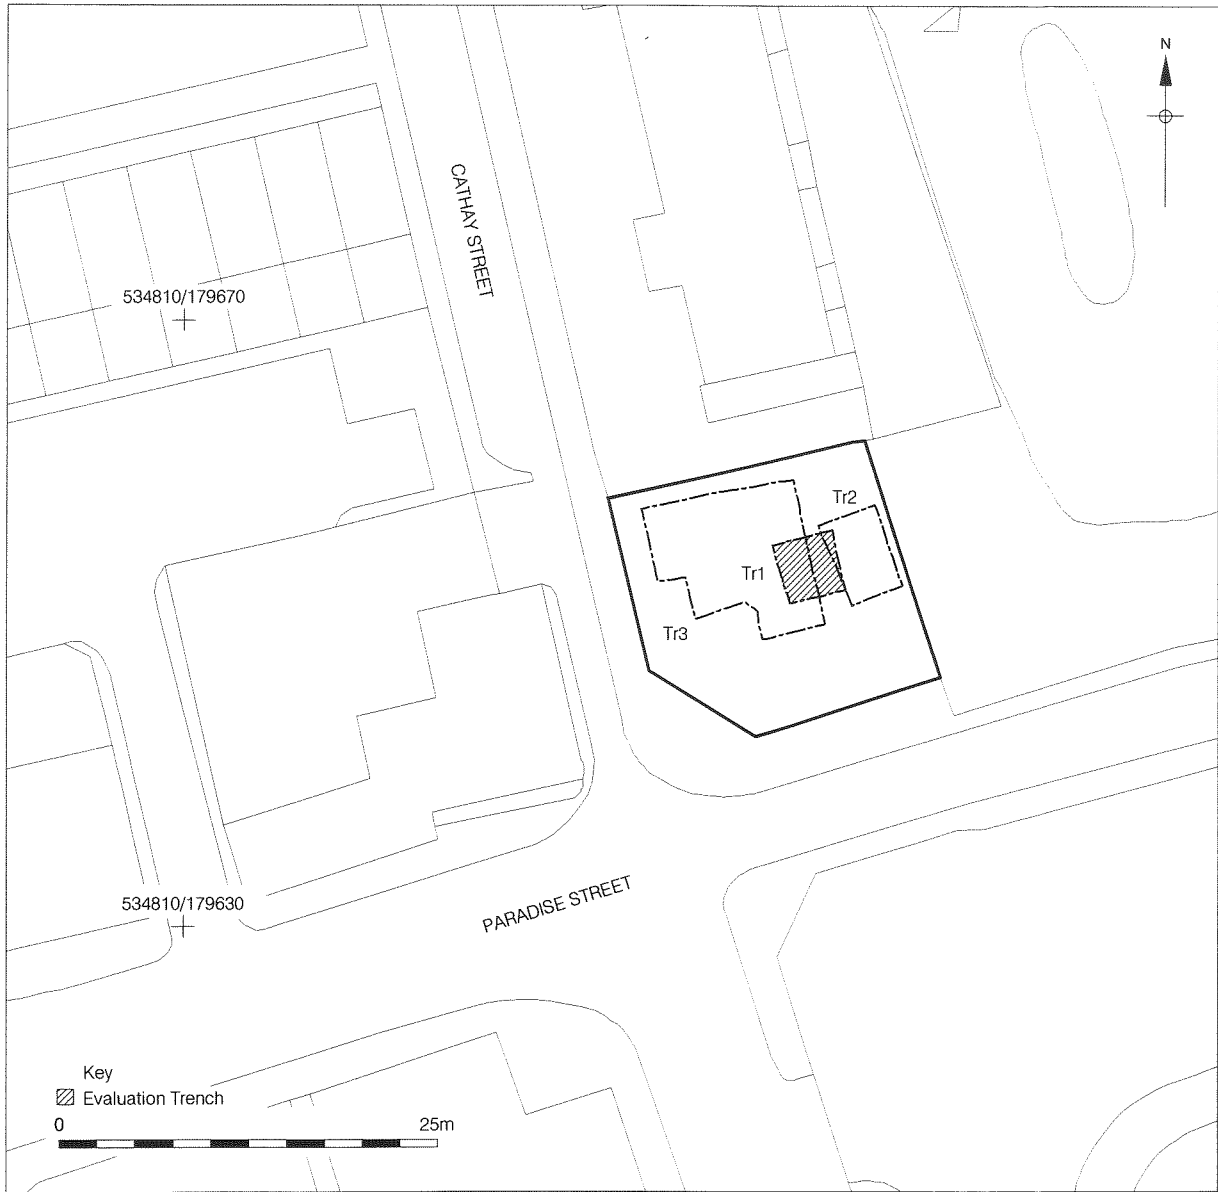 N
CATHAY STREET
534810/179670
Tr2
Tr1
Tr3
534810/179630
PARADISE STREET
Key
Evaluation Trench
0
25m